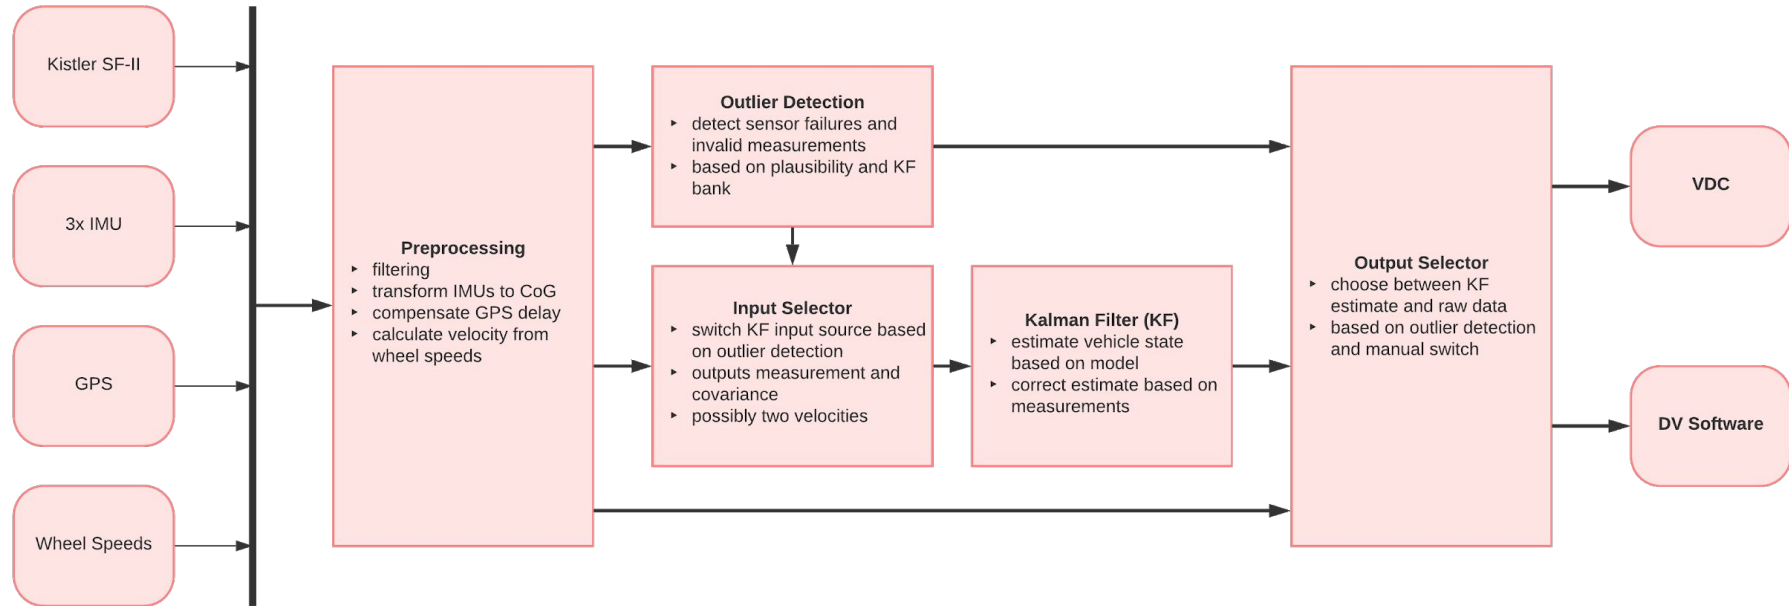 Kistler SF-II
3x IMU
GPS
Wheel Speeds
Preprocessing
‣ filtering
‣ transform IMUs to CoG
‣ compensate GPS delay
‣ calculate velocity from
wheel speeds
Outlier Detection
‣ detect sensor failures and
invalid measurements
‣ based on plausibility and KF
bank
Input Selector
‣ switch KF input source based
on outlier detection
‣ outputs measurement and
covariance
‣ possibly two velocities
Kalman Filter (KF)
‣ estimate vehicle state
based on model
‣ correct estimate based on
measurements
Output Selector
‣ choose between KF
estimate and raw data
‣ based on outlier detection
and manual switch
VDC
DV Software